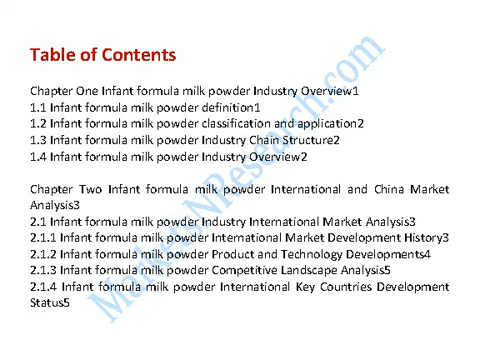 Table of Contents
Chapter One Infant formula milk powder Industry Overview1
1.1 Infant formula milk powder definition1
1.2 Infant formula milk powder classification and application2
1.3 Infant formula milk powder Industry Chain Structure2
1.4 Infant formula milk powder Industry Overview2
Chapter Two Infant formula milk powder International and China Market
Analysis3
2.1 Infant formula milk powder Industry International Market Analysis3
2.1.1 Infant formula milk powder International Market Development History3
2.1.2 Infant formula milk powder Product and Technology Developments4
2.1.3 Infant formula milk powder Competitive Landscape Analysis5
2.1.4 Infant formula milk powder International Key Countries Development
Status5
MarketsNResearch.com